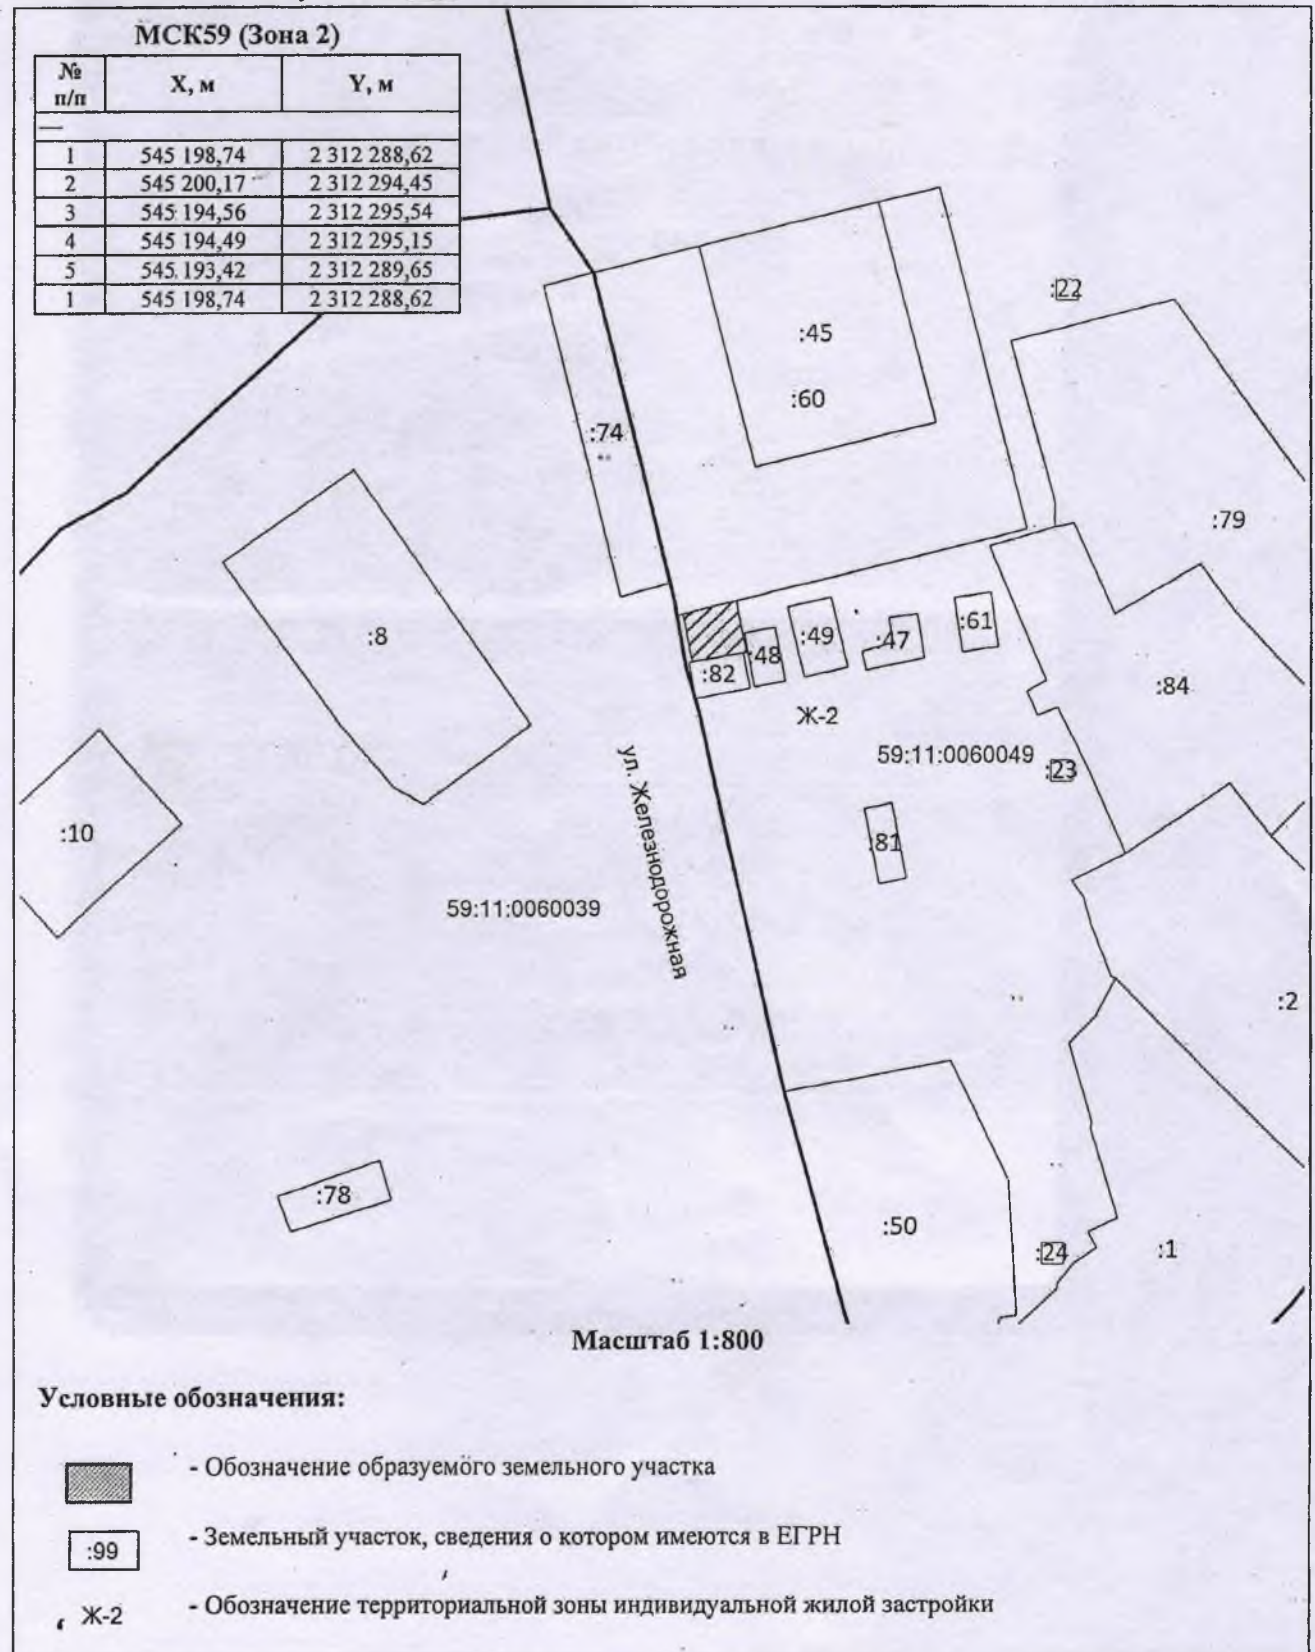 МСК59 (Зона 2)
№ п/п X, м Y, м
—
1 545 198,74 2 312 288,62
2 545 200,17 2 312 294,45
3 545 194,56 2 312 295,54
4 545 194,49 2 312 295,15
5 545 193,42 2 312 289,65
1 545 198,74 2 312 288,62
:22
:45
:60
:74
:79
:8
:61
:49
:47
:48
:82
:84
Ж-2
59:11:0060049
:23
ул. Железнодорожная
:10
:81
59:11:0060039
:2
:78
:50
:24
:1
Масштаб 1:800
Условные обозначения:
- Обозначение образуемого земельного участка
:99 - Земельный участок, сведения о котором имеются в ЕГРН
Ж-2 - Обозначение территориальной зоны индивидуальной жилой застройки